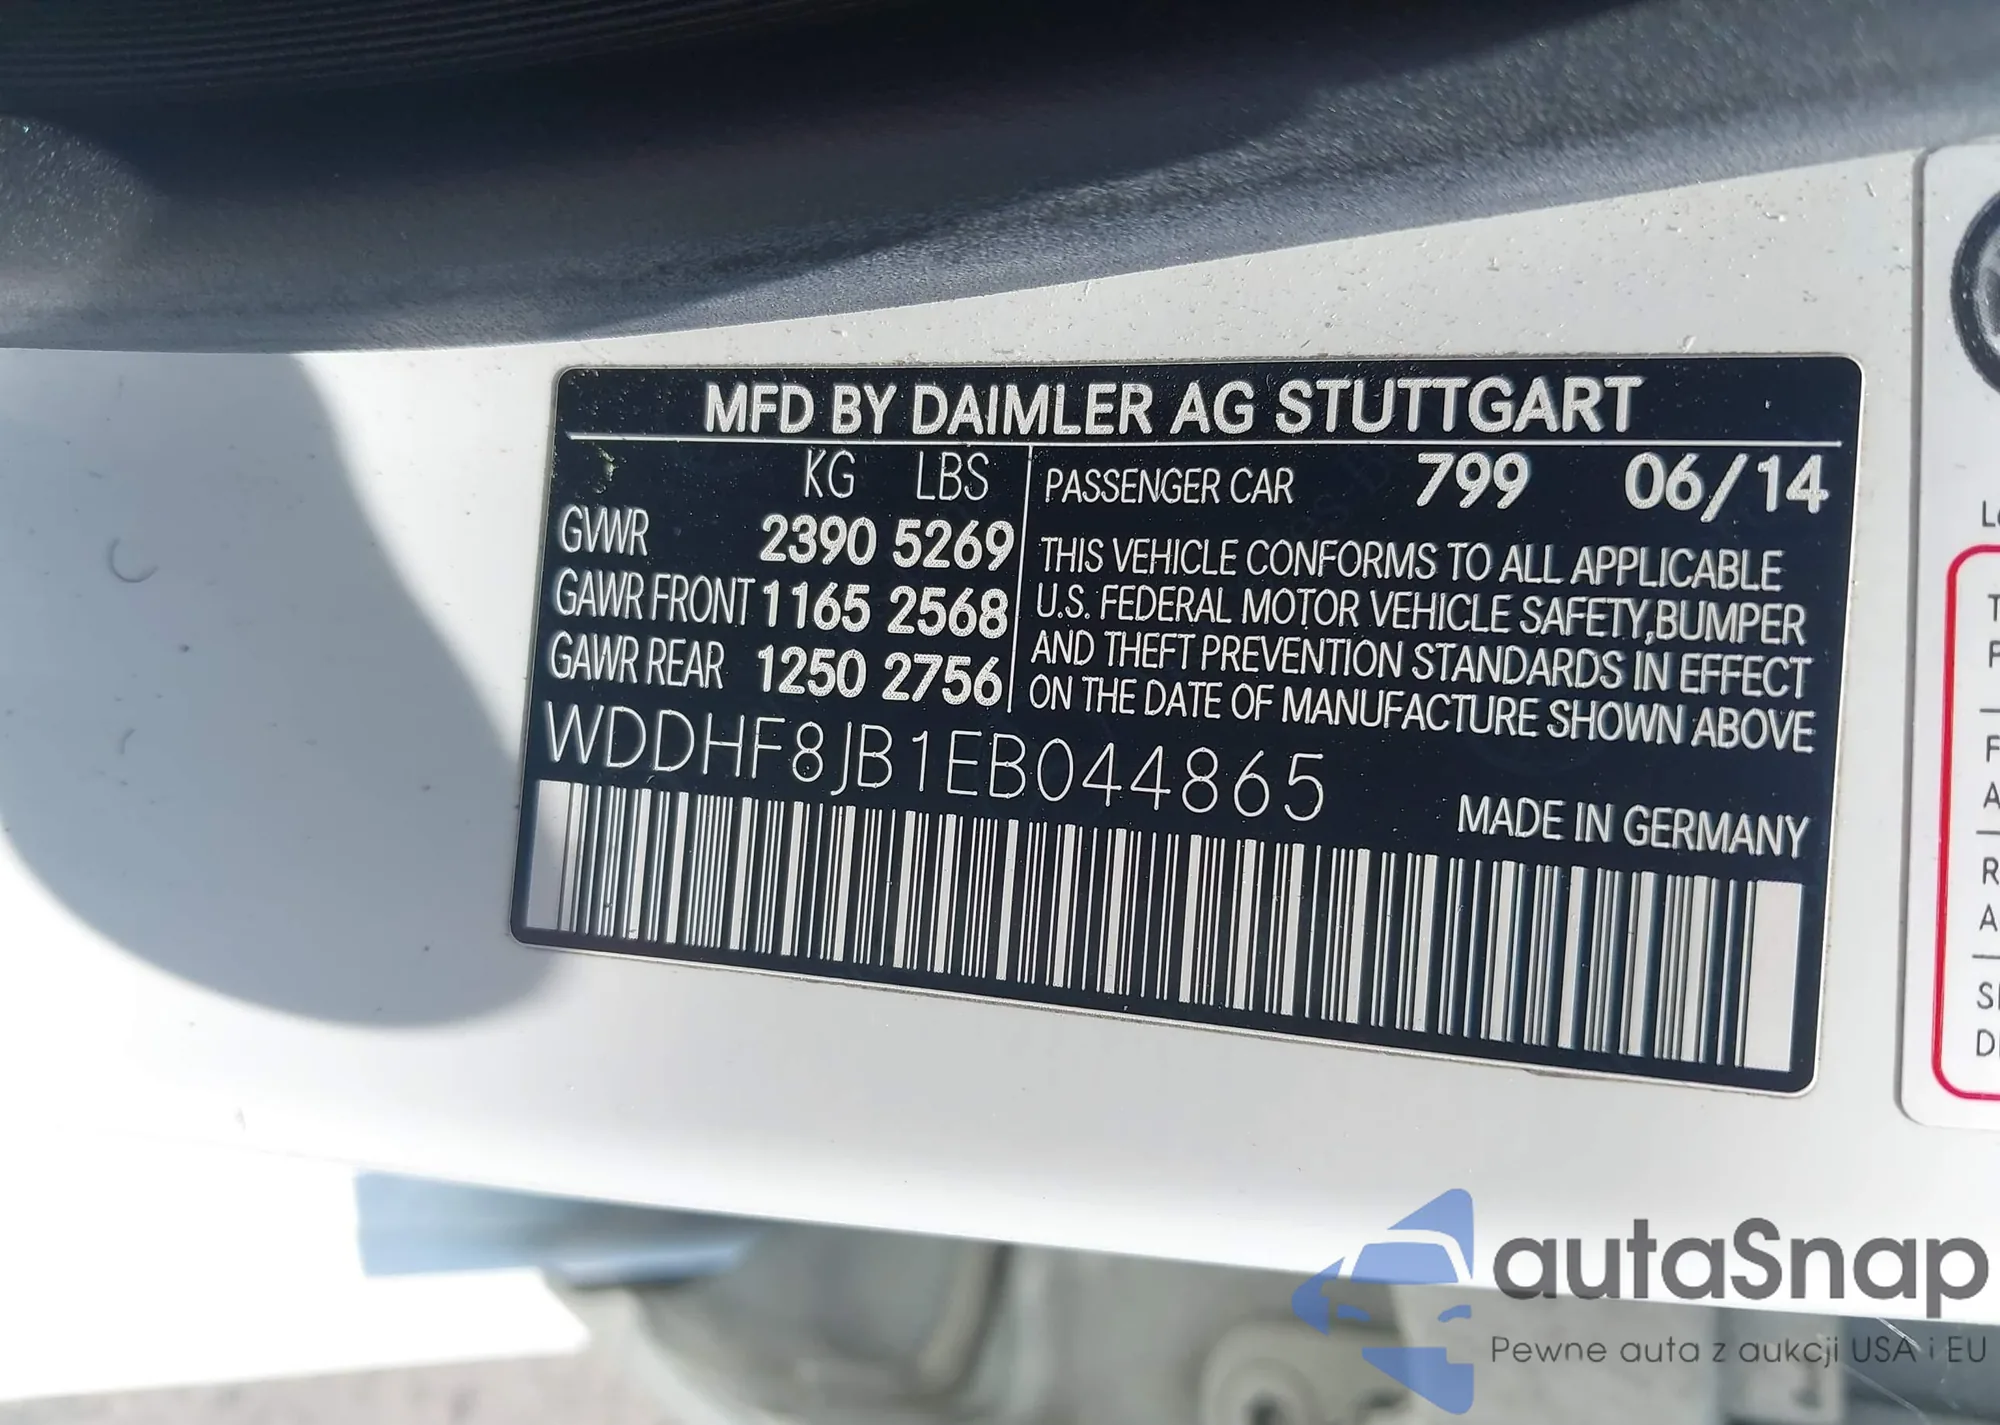 MFD BY DAIMLER AG STUTTGART
KG LBS
GVWR 2390 5269
GAWR FRONT 1165 2568
GAWR REAR 1250 2756
PASSENGER CAR 799 06/14
THIS VEHICLE CONFORMS TO ALL APPLICABLE
U.S. FEDERAL MOTOR VEHICLE SAFETY,BUMPER
AND THEFT PREVENTION STANDARDS IN EFFECT
ON THE DATE OF MANUFACTURE SHOWN ABOVE
WDDHF8JB1EB044865
MADE IN GERMANY
autaSnap
Pewne auta z aukcji USA i EU